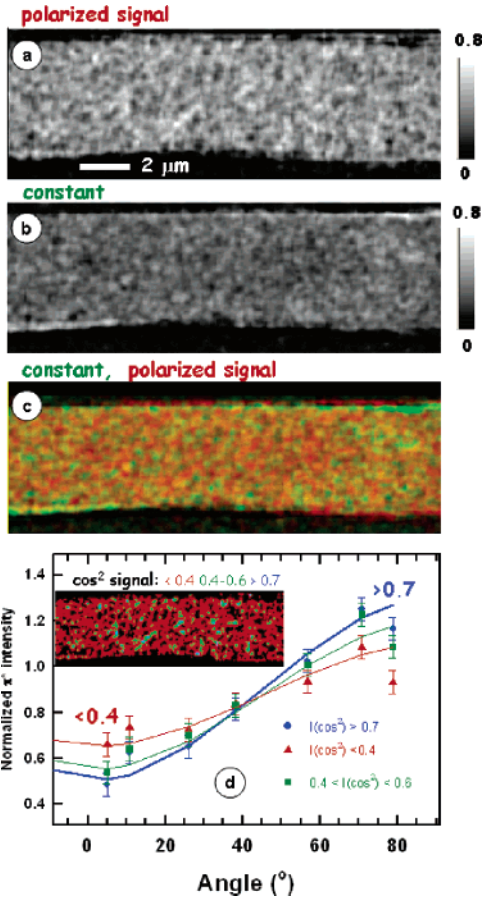 polarized signal
a
0.8
2 μm
0
constant
0.8
b
0
constant, polarized signal
c
cos² signal: < 0.4 0.4-0.6 > 0.7
>0.7
<0.4
I(cos²) > 0.7
I(cos²) <0.4
0.4 < I(cos²) < 0.6
d
1.4
1.2
1.0
0.8
0.6
0.4
Normalized π* intensity
0 20 40 60 80
Angle (°)